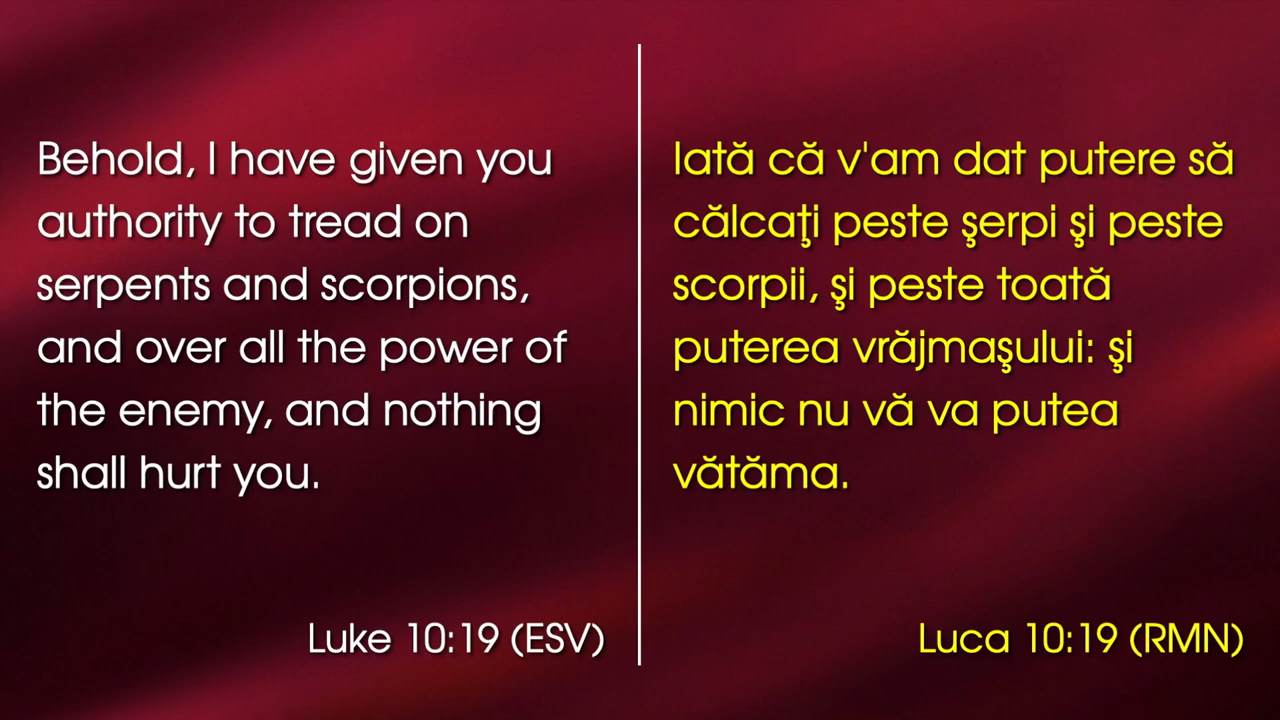 Behold, I have given you
authority to tread on
serpents and scorpions,
and over all the power of
the enemy, and nothing
shall hurt you.
Luke 10:19 (ESV)
Iată că v'am dat putere să
călcaţi peste şerpi şi peste
scorpii, şi peste toată
puterea vrăjmaşului: şi
nimic nu vă va putea
vătăma.
Luca 10:19 (RMN)